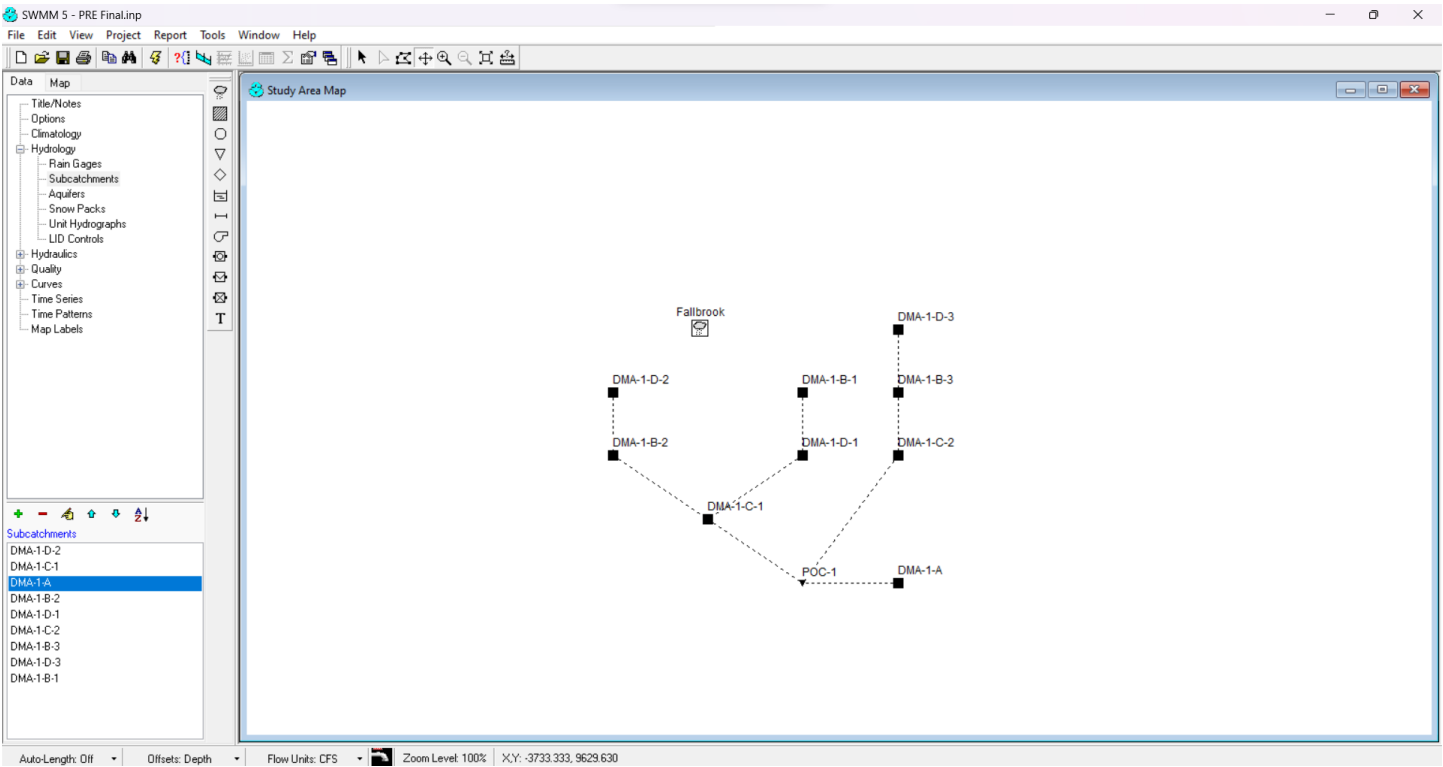 SWMM 5 - PRE Final.inp
File Edit View Project Report Tools Window Help
Data Map
Title/Notes
Options
Climatology
Hydrology
Rain Gages
Subcatchments
Aquifers
Snow Packs
Unit Hydrographs
LID Controls
Hydraulics
Quality
Curves
Time Series
Time Patterns
Map Labels
T
Subcatchments
DMA-1-D-2
DMA-1-C-1
DMA-1-A
DMA-1-B-2
DMA-1-D-1
DMA-1-C-2
DMA-1-B-3
DMA-1-D-3
DMA-1-B-1
Study Area Map
Fallbrook
DMA-1-D-3
DMA-1-D-2
DMA-1-B-1
DMA-1-B-3
DMA-1-B-2
DMA-1-D-1
DMA-1-C-2
DMA-1-C-1
POC-1
DMA-1-A
Auto-Length: Off Offsets: Depth Flow Units: CFS Zoom Level: 100% X,Y: -3733.333, 9629.630